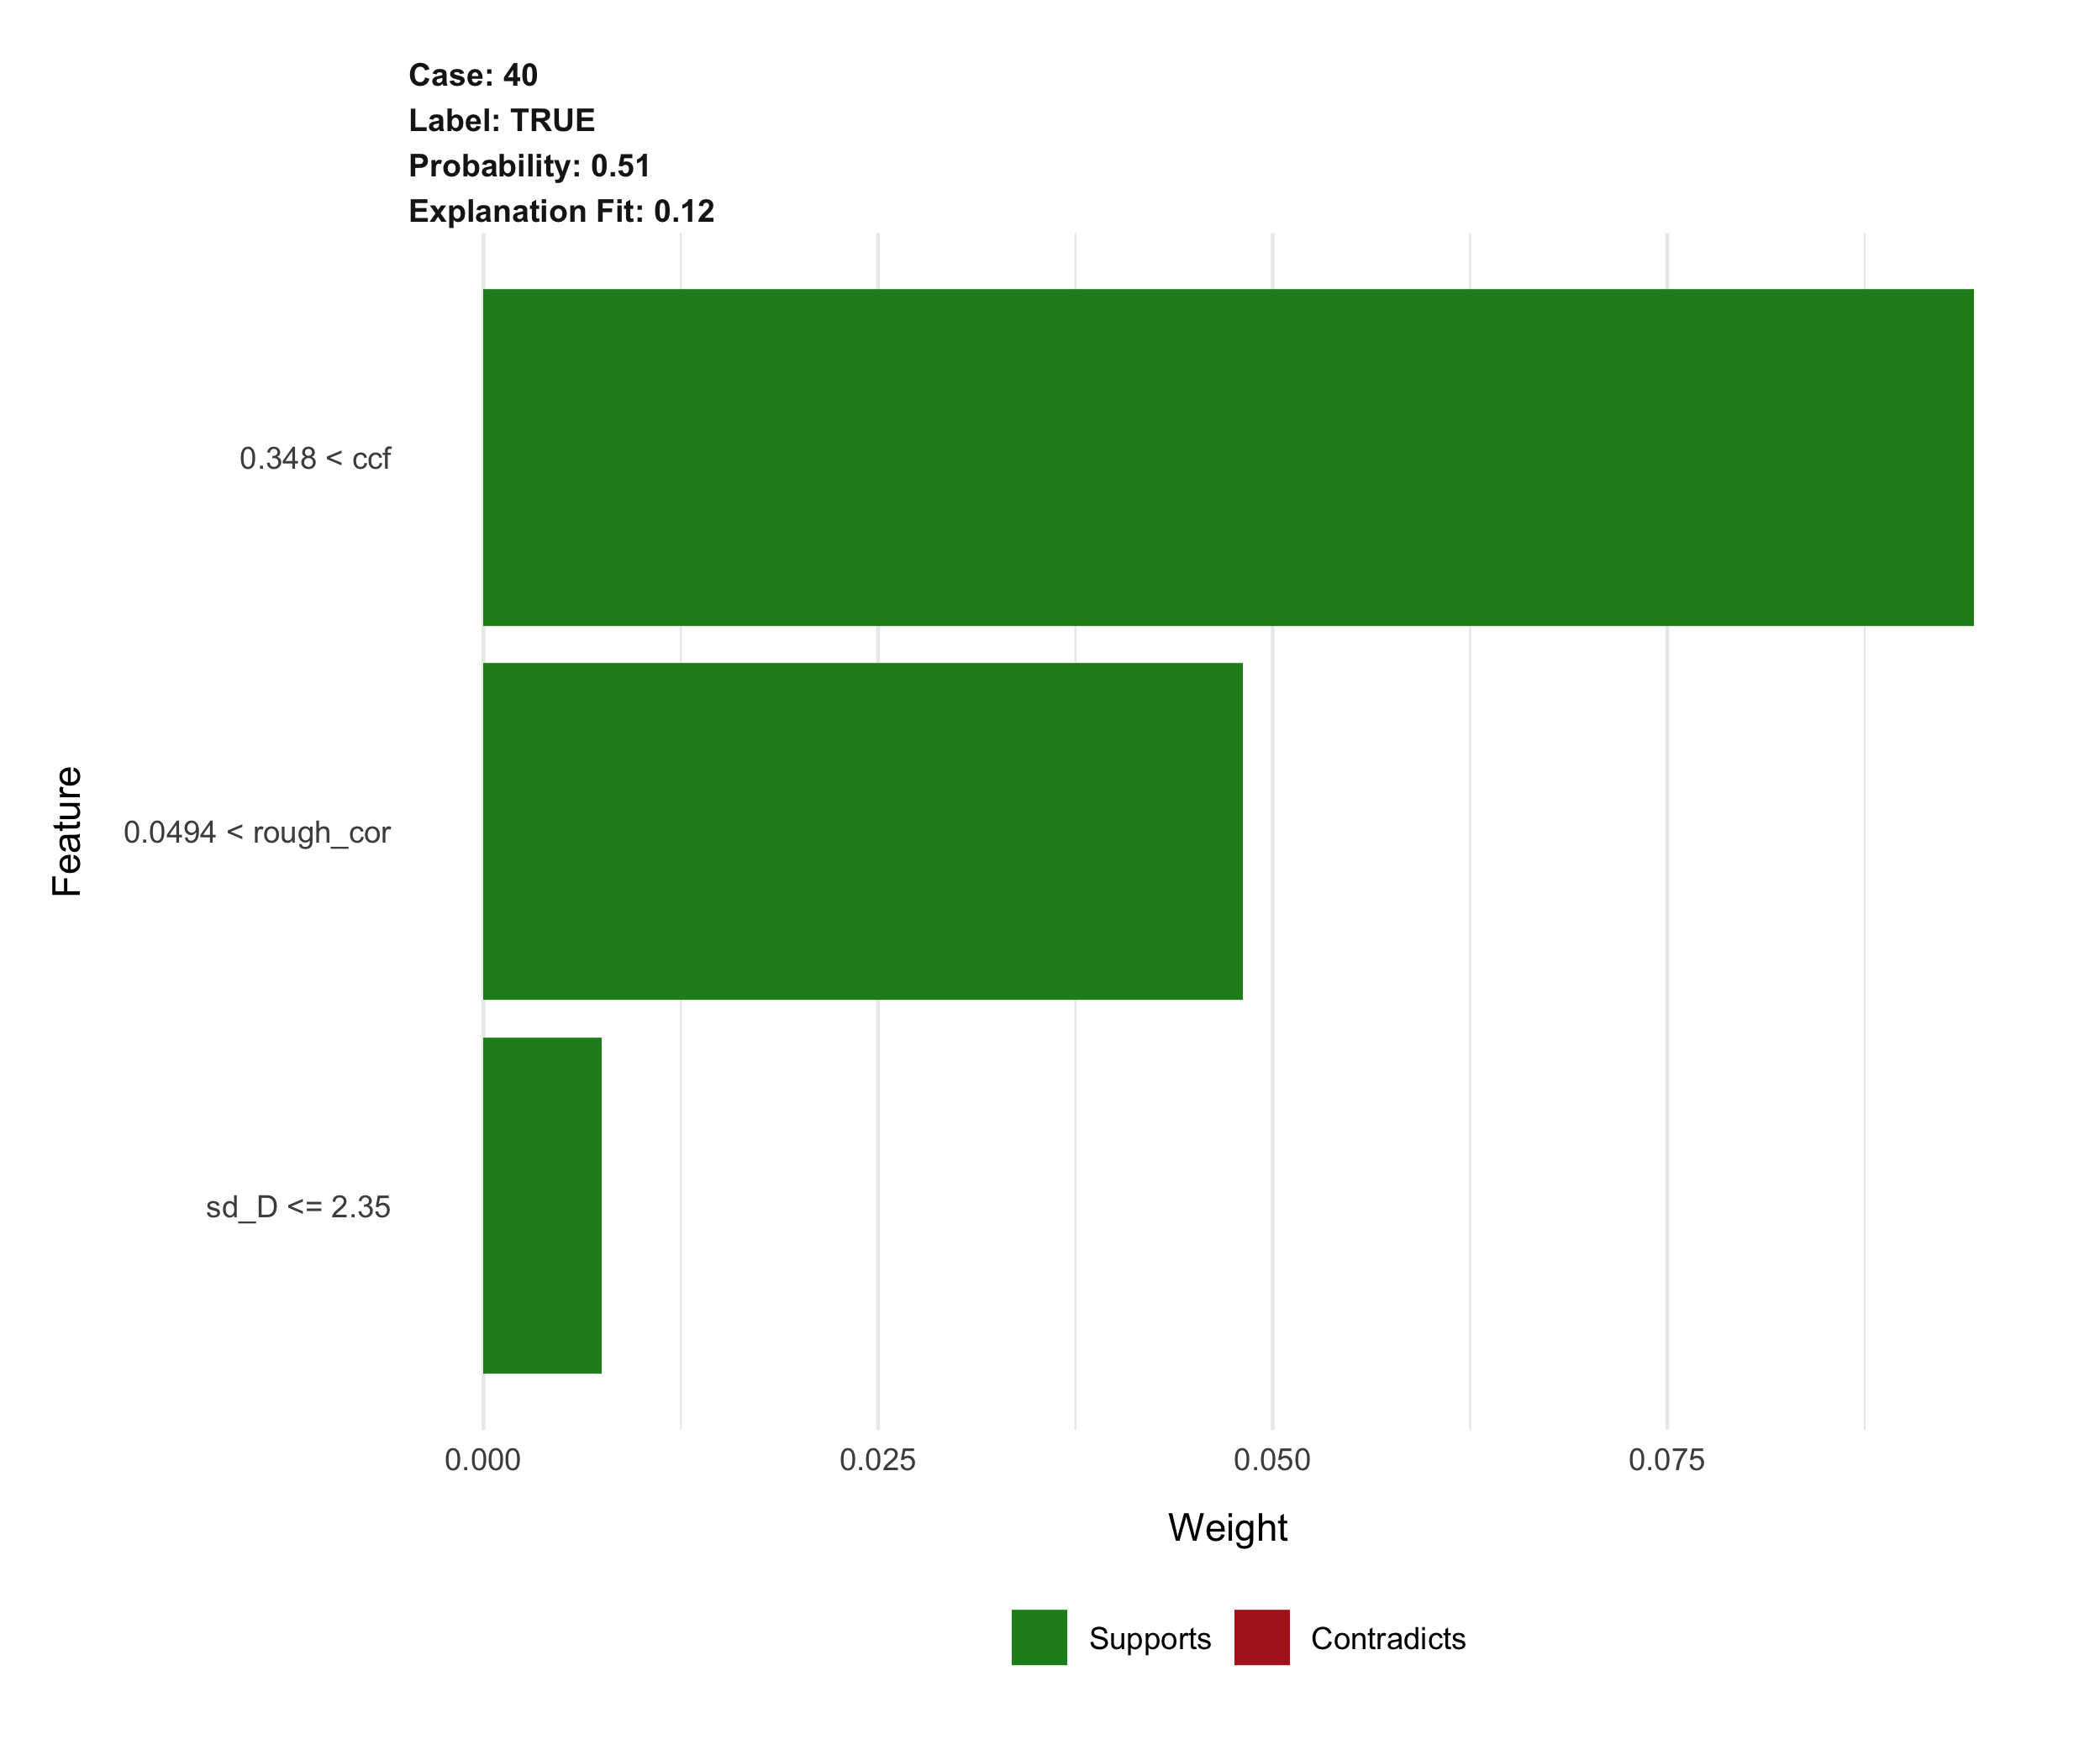 Case: 40
Label: TRUE
Probability: 0.51
Explanation Fit: 0.12
Feature
0.348 < ccf
0.0494 < rough_cor
sd_D <= 2.35
0.000 0.025 0.050 0.075
Weight
Supports Contradicts